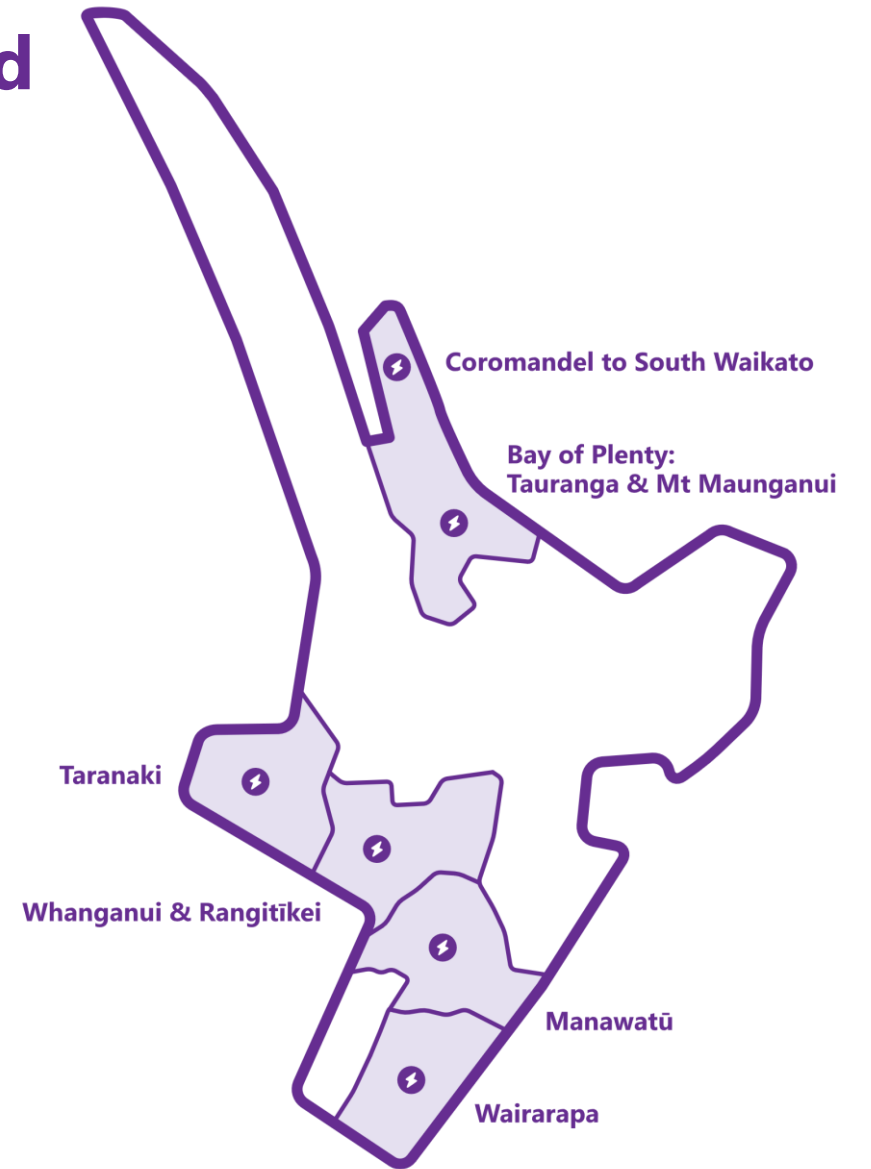 d
Coromandel to South Waikato
Bay of Plenty:
Tauranga & Mt Maunganui
Taranaki
Whanganui & Rangitīkei
Manawatū
Wairarapa